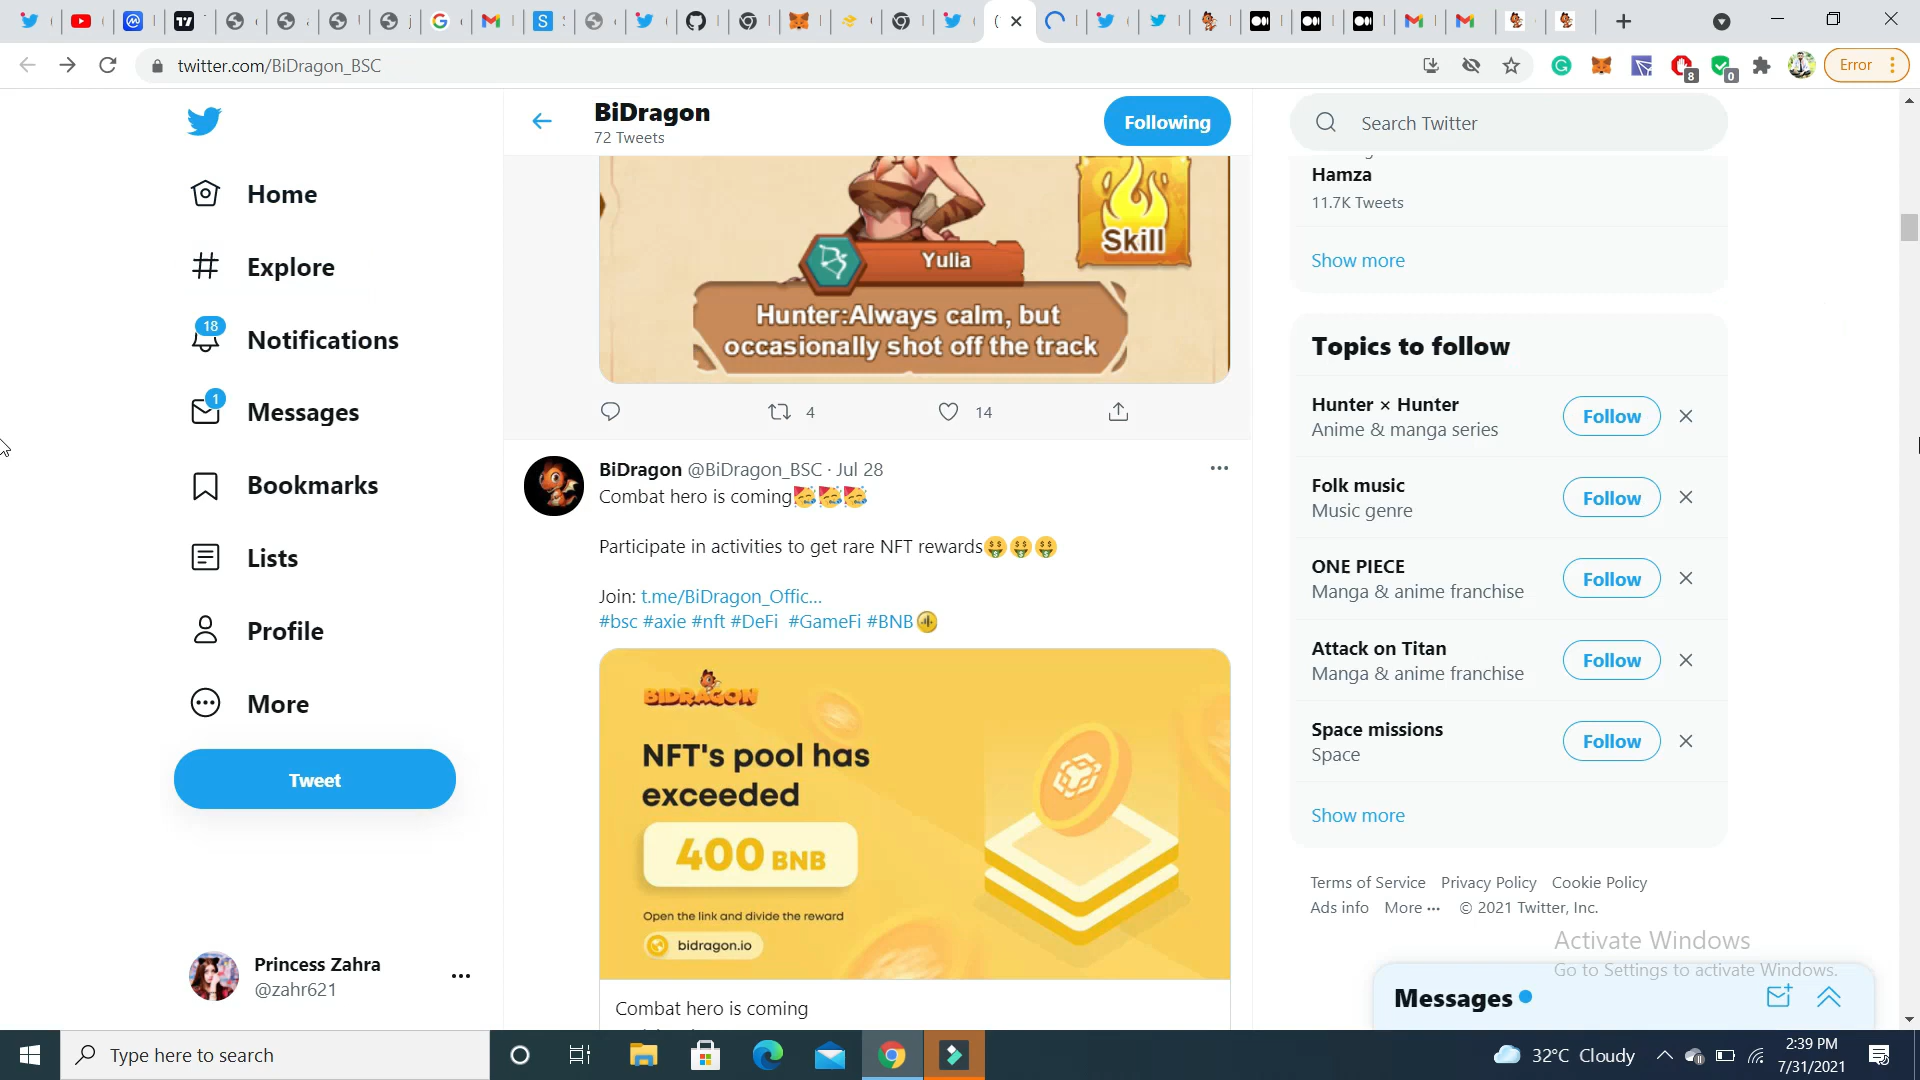 twitter.com/BiDragon_BSC
8
0
Error
BiDragon
72 Tweets
Following
Search Twitter
Home
Explore
18
Notifications
1
Messages
Bookmarks
Lists
Profile
More
Tweet
Princess Zahra
@zahr621
Skill
Yulia
Hunter:Always calm, but
occasionally shot off the track
4
14
BiDragon @BiDragon_BSC · Jul 28
Combat hero is coming🥳🥳🥳
Participate in activities to get rare NFT rewards🤑🤑🤑
Join: t.me/BiDragon_Offic...
#bsc #axie #nft #DeFi #GameFi #BNB
BIDRAGON
NFT's pool has
exceeded
400 BNB
Open the link and divide the reward
bidragon.io
Combat hero is coming
Hamza
11.7K Tweets
Show more
Topics to follow
Hunter × Hunter
Anime & manga series
Follow
Folk music
Music genre
Follow
ONE PIECE
Manga & anime franchise
Follow
Attack on Titan
Manga & anime franchise
Follow
Space missions
Space
Follow
Show more
Terms of Service Privacy Policy Cookie Policy
Ads info More ··· © 2021 Twitter, Inc.
Activate Windows
Go to Settings to activate Windows.
Messages
Type here to search
32°C Cloudy
2:39 PM
7/31/2021